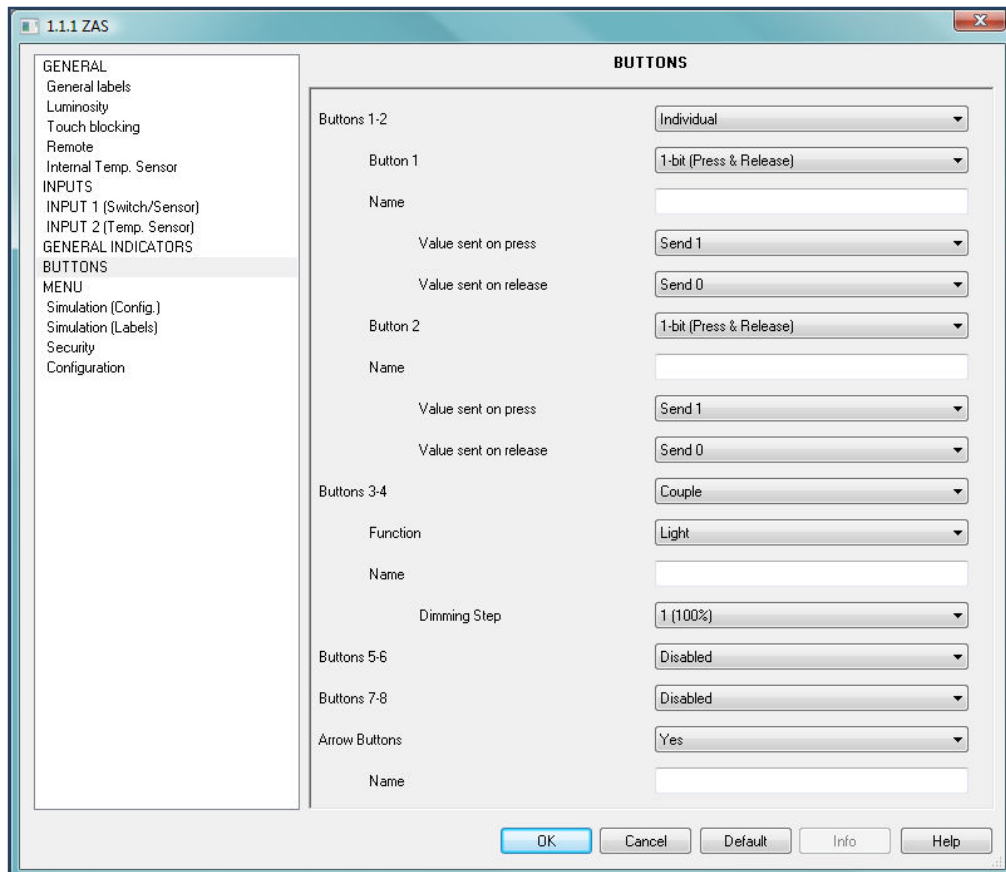 1.1.1 ZAS
GENERAL
General labels
Luminosity
Touch blocking
Remote
Internal Temp. Sensor
INPUTS
INPUT 1 (Switch/Sensor)
INPUT 2 (Temp. Sensor)
GENERAL INDICATORS
BUTTONS
MENU
Simulation (Config.)
Simulation (Labels)
Security
Configuration
BUTTONS
Buttons 1-2 Individual
Button 1 1-bit (Press & Release)
Name
Value sent on press Send 1
Value sent on release Send 0
Button 2 1-bit (Press & Release)
Name
Value sent on press Send 1
Value sent on release Send 0
Buttons 3-4 Couple
Function Light
Name
Dimming Step 1 (100%)
Buttons 5-6 Disabled
Buttons 7-8 Disabled
Arrow Buttons Yes
Name
OK Cancel Default Info Help